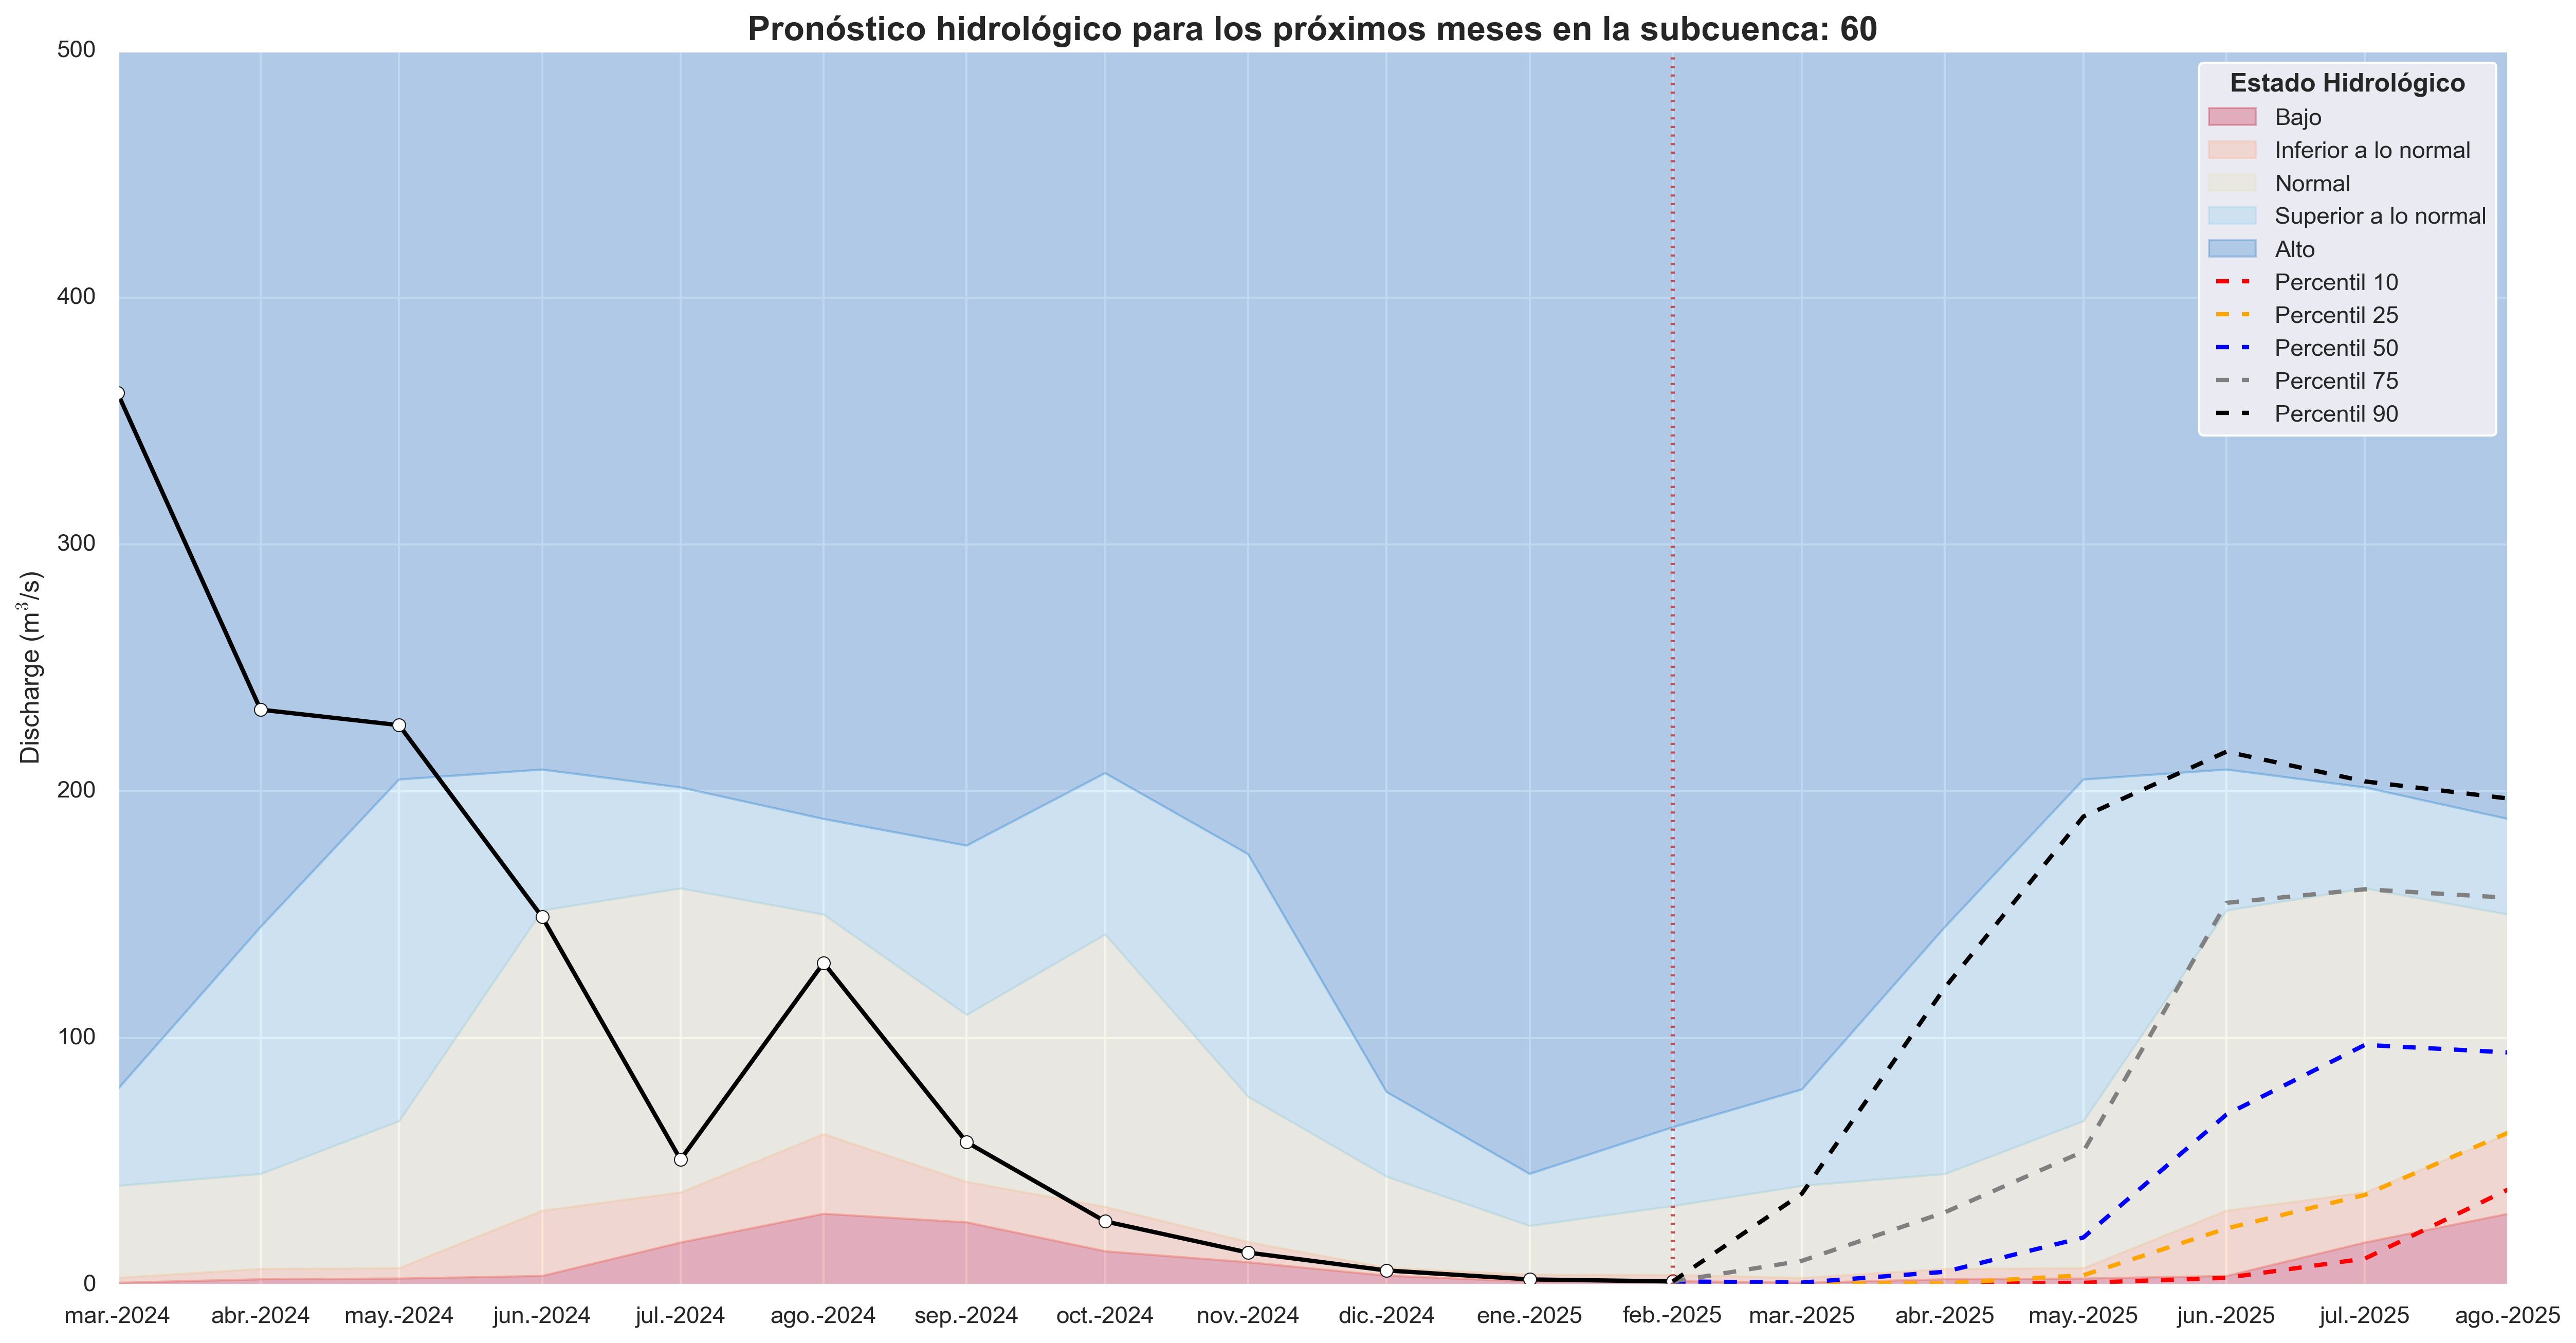 Pronóstico hidrológico para los próximos meses en la subcuenca: 60
Discharge (m³/s)
500
400
300
200
100
0
Estado Hidrológico
Bajo
Inferior a lo normal
Normal
Superior a lo normal
Alto
Percentil 10
Percentil 25
Percentil 50
Percentil 75
Percentil 90
mar.-2024 abr.-2024 may.-2024 jun.-2024 jul.-2024 ago.-2024 sep.-2024 oct.-2024 nov.-2024 dic.-2024 ene.-2025 feb.-2025 mar.-2025 abr.-2025 may.-2025 jun.-2025 jul.-2025 ago.-2025